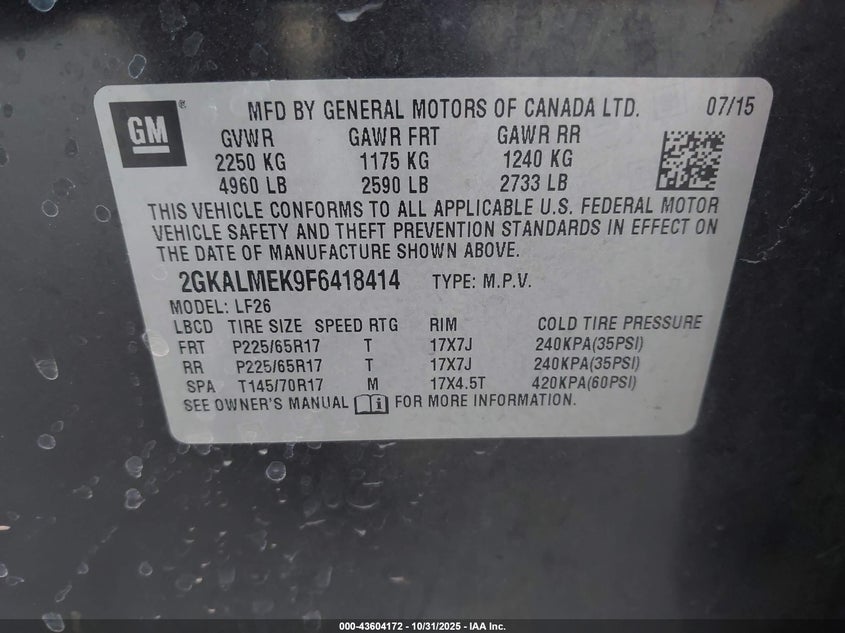 GM ® MFD BY GENERAL MOTORS OF CANADA LTD. 07/15
GVWR GAWR FRT GAWR RR
2250 KG 1175 KG 1240 KG
4960 LB 2590 LB 2733 LB
THIS VEHICLE CONFORMS TO ALL APPLICABLE U.S. FEDERAL MOTOR
VEHICLE SAFETY AND THEFT PREVENTION STANDARDS IN EFFECT ON
THE DATE OF MANUFACTURE SHOWN ABOVE.
2GKALMEK9F6418414 TYPE: M.P.V.
MODEL: LF26
LBCD TIRE SIZE SPEED RTG RIM COLD TIRE PRESSURE
FRT P225/65R17 T 17X7J 240KPA(35PSI)
RR P225/65R17 T 17X7J 240KPA(35PSI)
SPA T145/70R17 M 17X4.5T 420KPA(60PSI)
SEE OWNER'S MANUAL i FOR MORE INFORMATION.
000-43604172 - 10/31/2025 - IAA Inc.